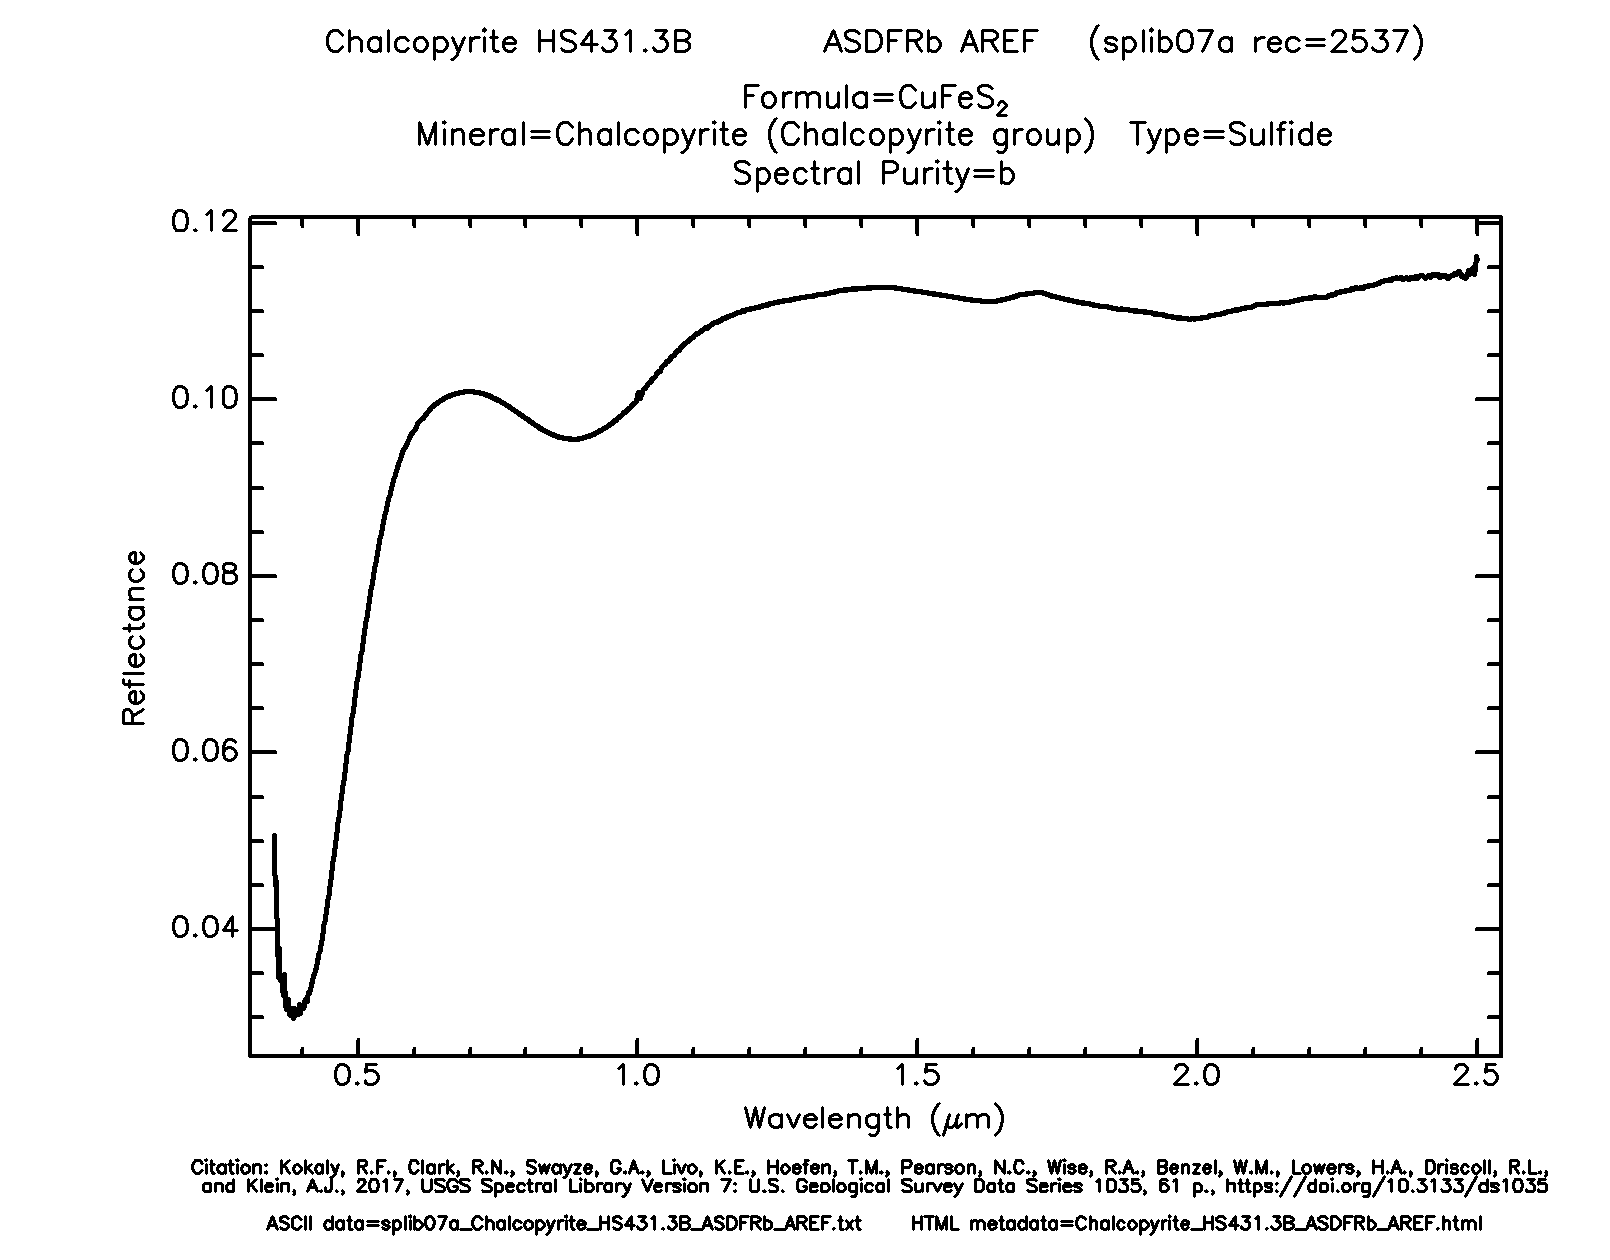 Chalcopyrite HS431.3B ASDFRb AREF (splib07a rec=2537)
Formula=CuFeS2
Mineral=Chalcopyrite (Chalcopyrite group) Type=Sulfide
Spectral Purity=b
0.12
0.10
0.08
0.06
0.04
Reflectance
0.5 1.0 1.5 2.0 2.5
Wavelength (μm)
Citation: Kokaly, R.F., Clark, R.N., Swayze, G.A., Livo, K.E., Hoefen, T.M., Pearson, N.C., Wise, R.A., Benzel, W.M., Lowers, H.A., Driscoll, R.L.,
and Klein, A.J., 2017, USGS Spectral Library Version 7: U.S. Geological Survey Data Series 1035, 61 p., https://doi.org/10.3133/ds1035
ASCII data=splib07a_Chalcopyrite_HS431.3B_ASDFRb_AREF.txt HTML metadata=Chalcopyrite_HS431.3B_ASDFRb_AREF.html